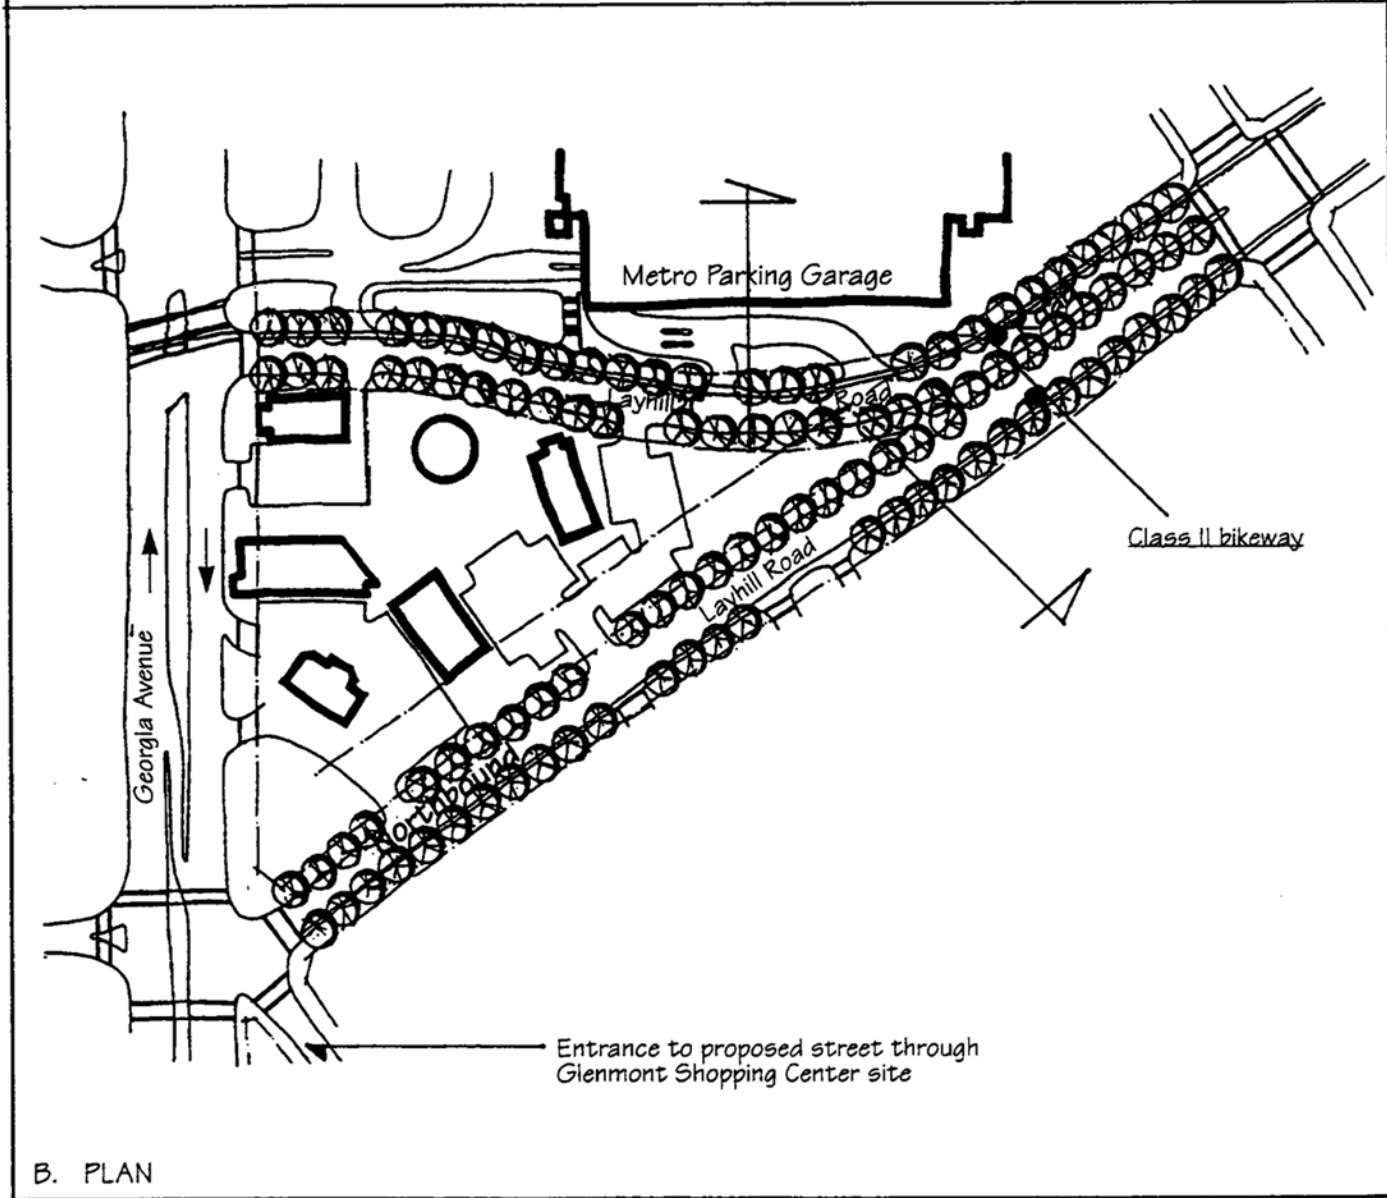 Metro Parking Garage
Layhill
Road
Class II bikeway
Layhill Road
Georgia Avenue
Northbound
Entrance to proposed street through
Glenmont Shopping Center site
B. PLAN